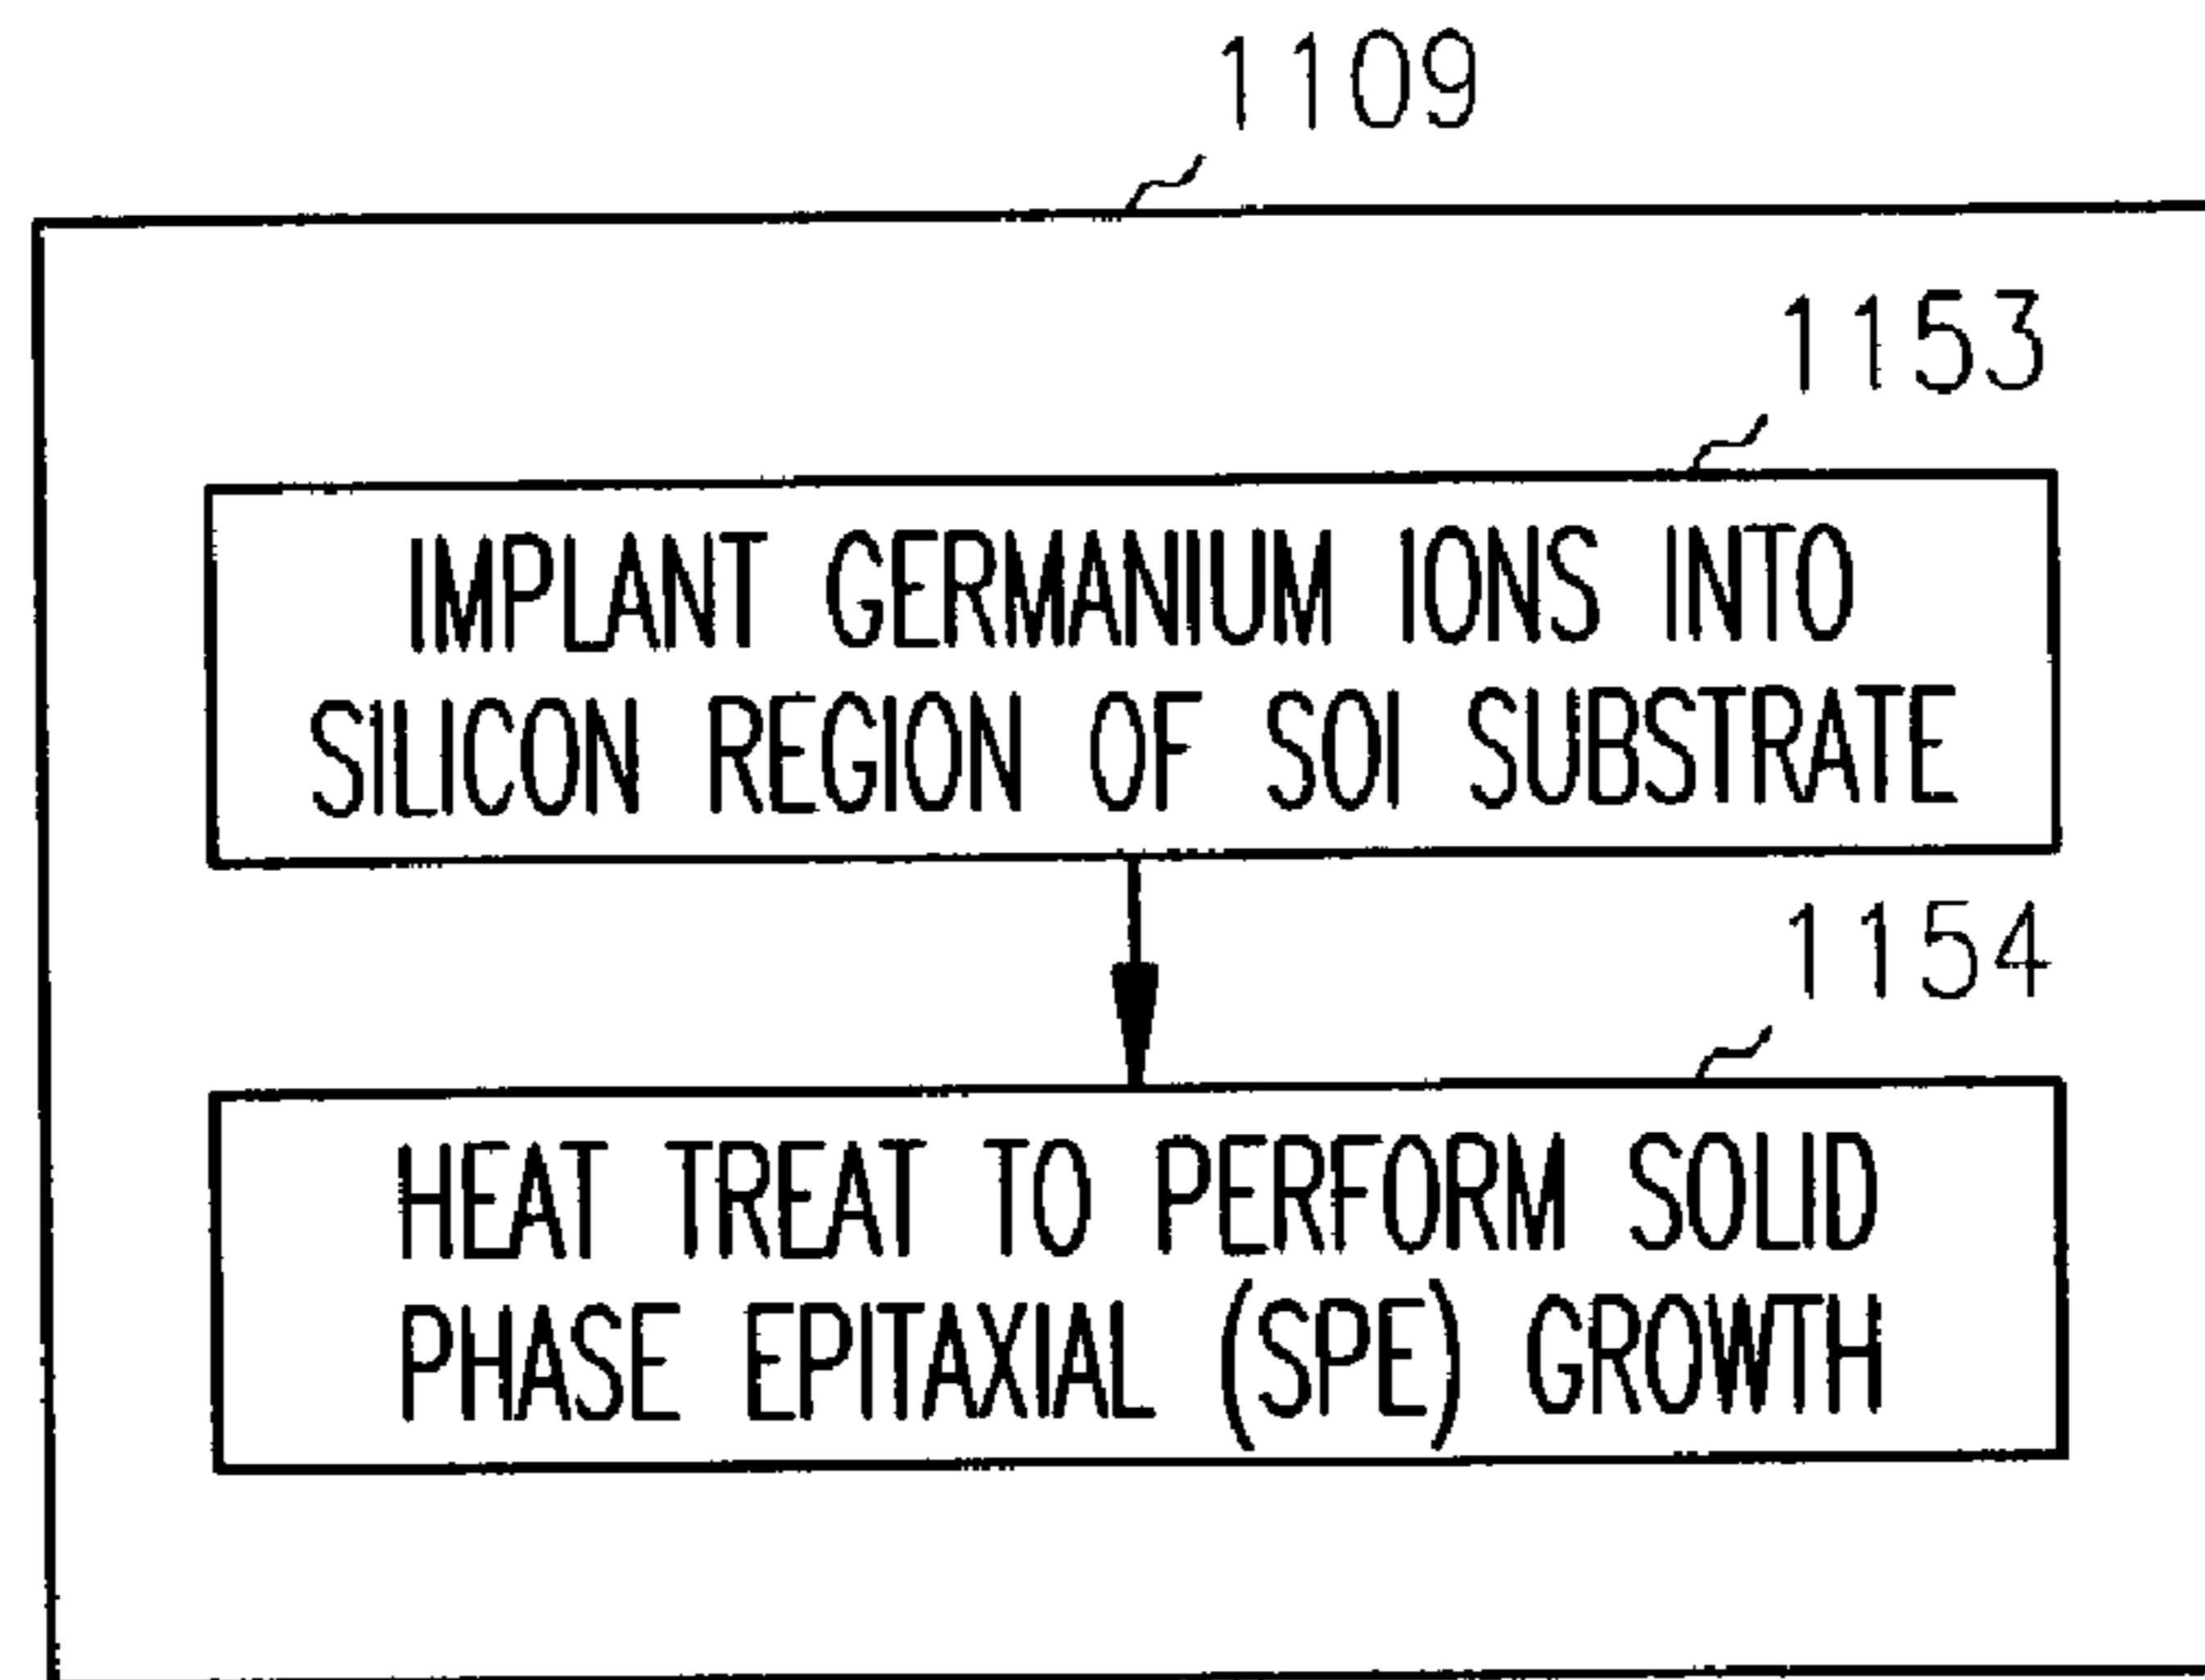 1109
1153
IMPLANT GERMANIUM IONS INTO
SILICON REGION OF SOI SUBSTRATE
1154
HEAT TREAT TO PERFORM SOLID
PHASE EPITAXIAL (SPE) GROWTH